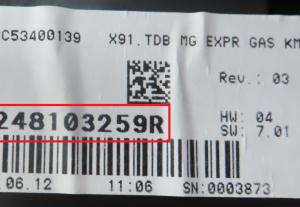 C53400139 X91.TDB MG EXPR GAS KM
Rev.: 03
248103259R
HW: 04
SW: 7.01
.06.12 11:06 SN:0003873